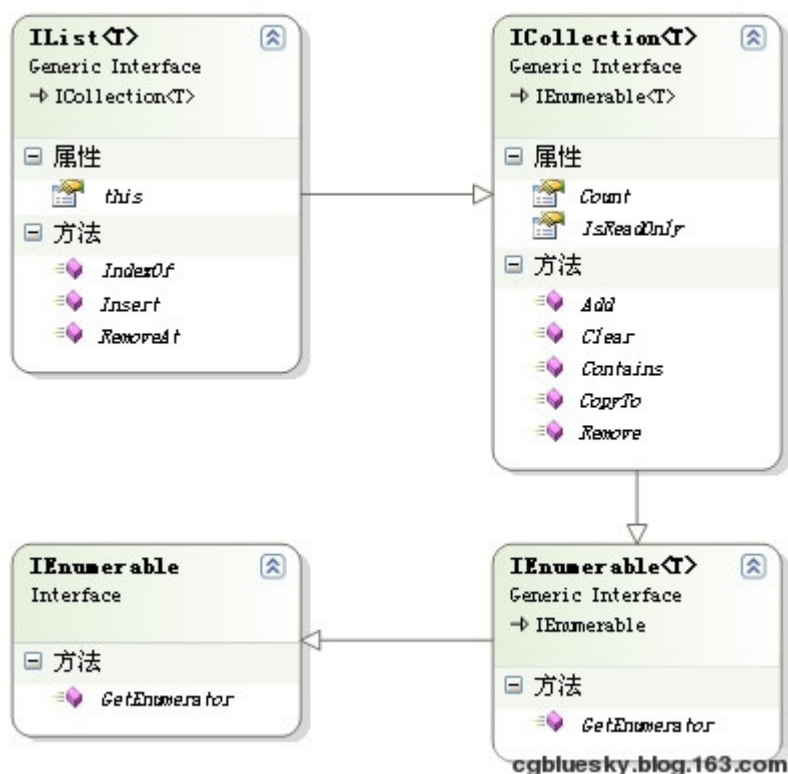 IList<T>
Generic Interface
ICollection<T>
属性
this
方法
IndexOf
Insert
RemoveAt
ICollection<T>
Generic Interface
IEnumerable<T>
属性
Count
IsReadOnly
方法
Add
Clear
Contains
CopyTo
Remove
IEnumerable
Interface
方法
GetEnumerator
IEnumerable<T>
Generic Interface
IEnumerable
方法
GetEnumerator
cgbluesky.blog.163.com